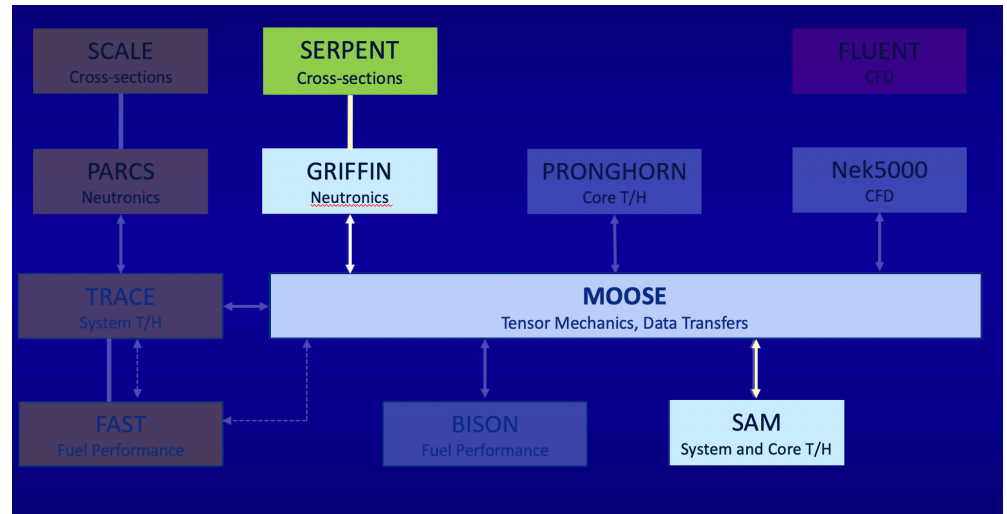 SCALE
Cross-sections
SERPENT
Cross-sections
FLUENT
CFD
PARCS
Neutronics
GRIFFIN
Neutronics
PRONGHORN
Core T/H
Nek5000
CFD
TRACE
System T/H
MOOSE
Tensor Mechanics, Data Transfers
FAST
Fuel Performance
BISON
Fuel Performance
SAM
System and Core T/H